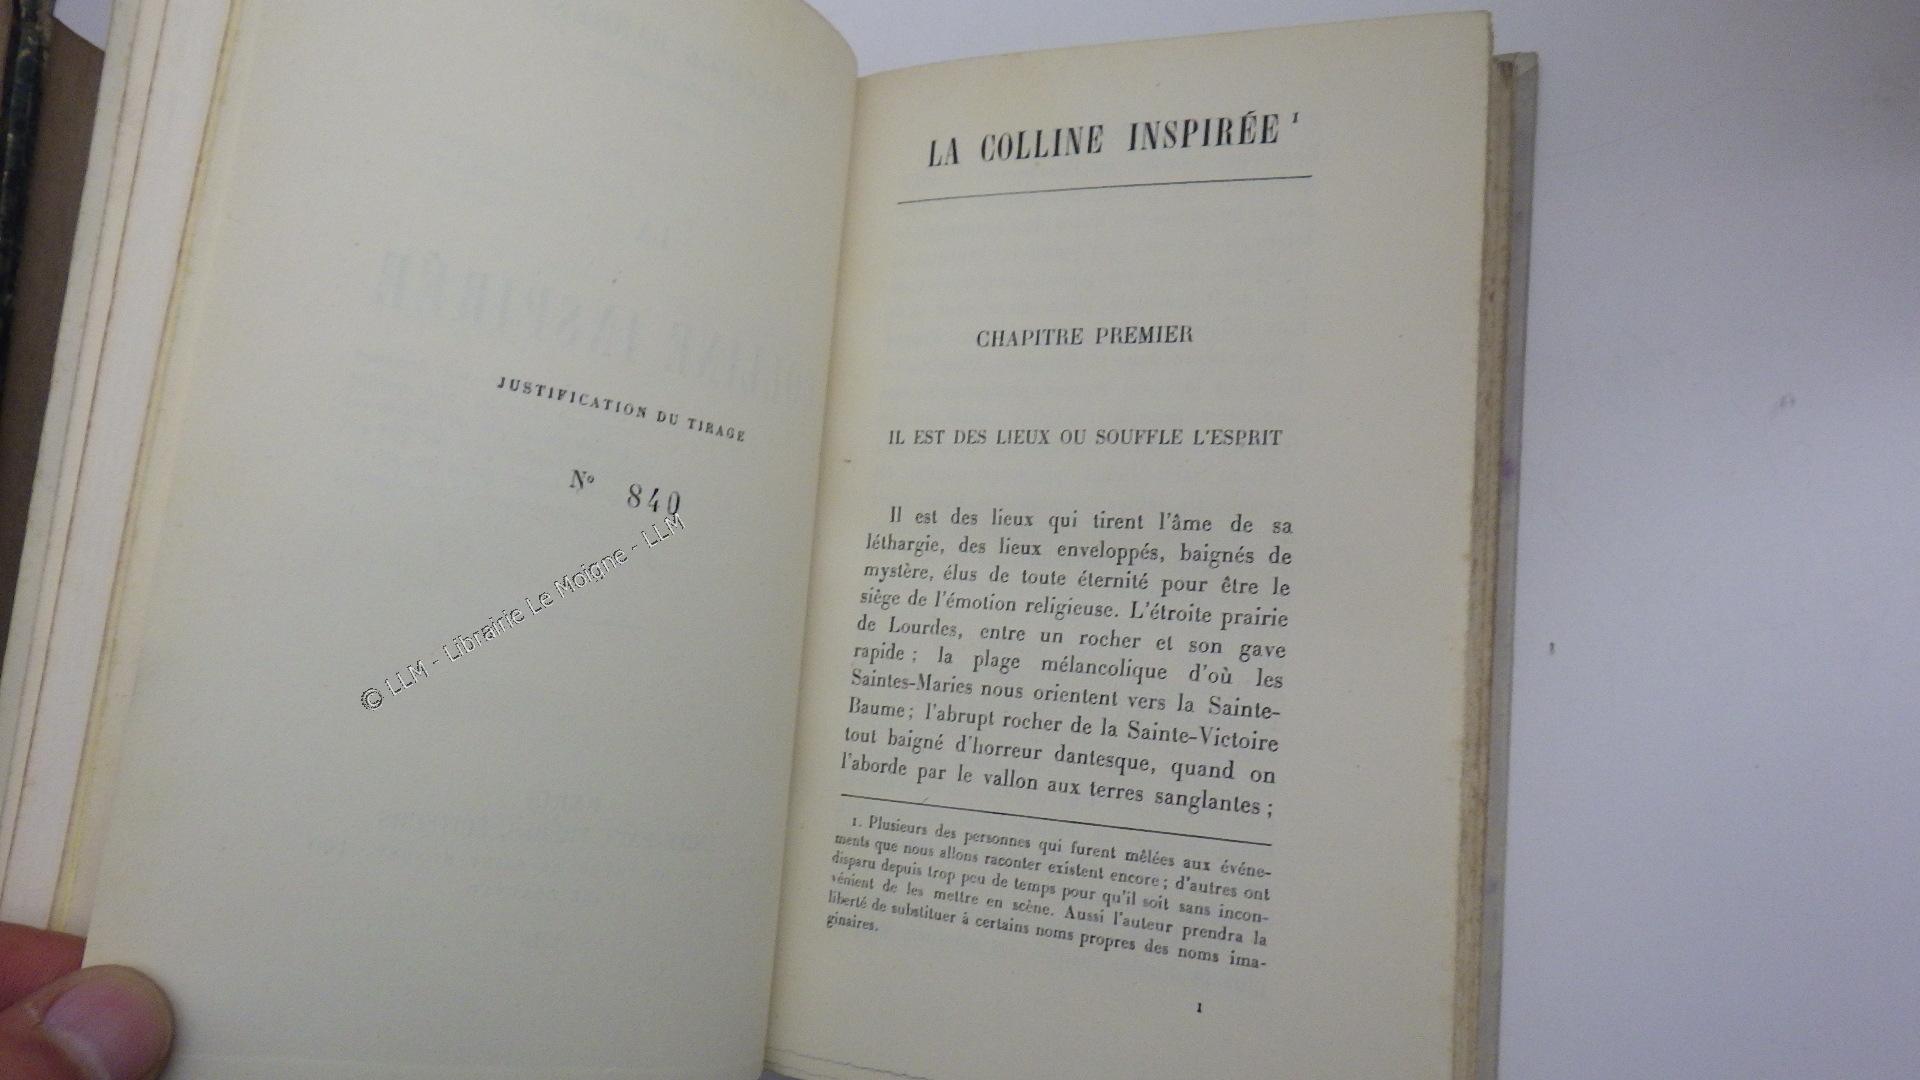 JUSTIFICATION DU TIRAGE
Nº 840
© LLM - Librairie Le Moigne - LLM
LA COLLINE INSPIRÉE ¹
CHAPITRE PREMIER
IL EST DES LIEUX OU SOUFFLE L'ESPRIT
Il est des lieux qui tirent l'âme de sa
léthargie, des lieux enveloppés, baignés de
mystère, élus de toute éternité pour être le
siège de l'émotion religieuse. L'étroite prairie
de Lourdes, entre un rocher et son gave
rapide ; la plage mélancolique d'où les
Saintes-Maries nous orientent vers la Sainte-
Baume ; l'abrupt rocher de la Sainte-Victoire
tout baigné d'horreur dantesque, quand on
l'aborde par le vallon aux terres sanglantes ;
1. Plusieurs des personnes qui furent mêlées aux événe-
ments que nous allons raconter existent encore ; d'autres ont
disparu depuis trop peu de temps pour qu'il soit sans incon-
vénient de les mettre en scène. Aussi l'auteur prendra la
liberté de substituer à certains noms propres des noms ima-
ginaires.
1